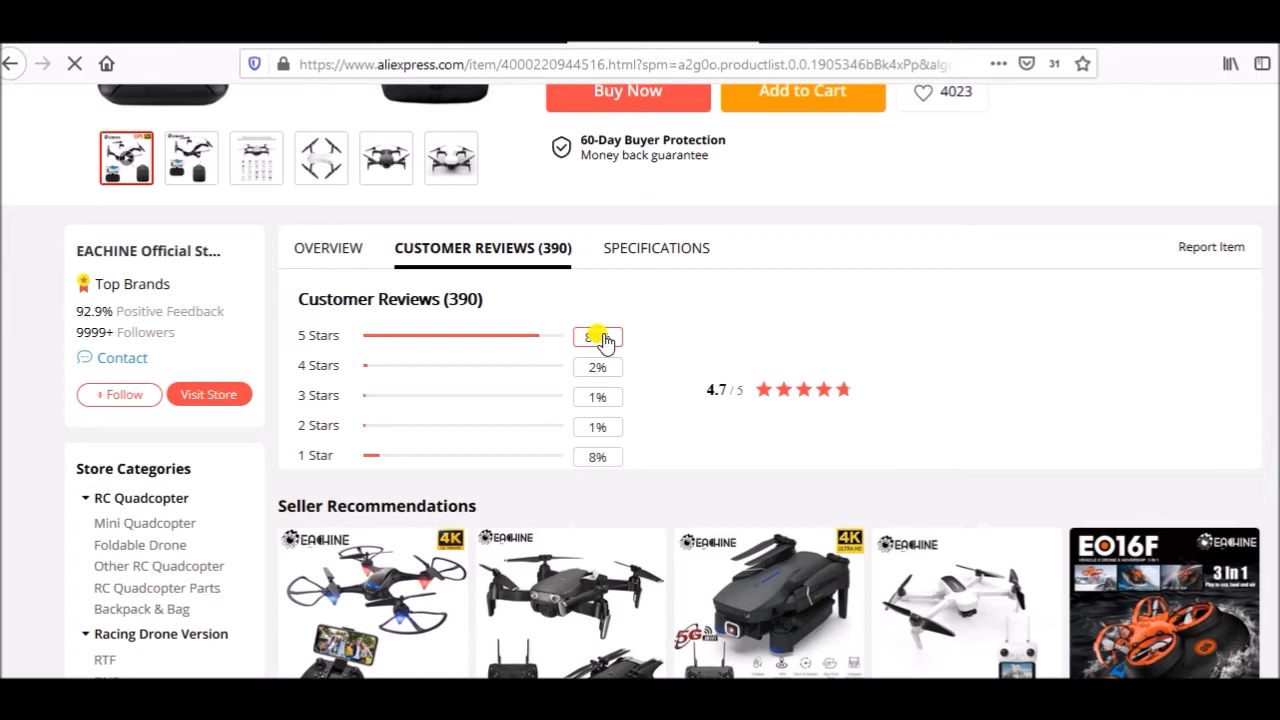 https://www.aliexpress.com/item/4000220944516.html?spm=a2g0o.productlist.0.0.1905346bBk4xPp&alg
31
Buy Now
Add to Cart
4023
60-Day Buyer Protection
Money back guarantee
EACHINE Official St...
Top Brands
92.9% Positive Feedback
9999+ Followers
Contact
+ Follow
Visit Store
OVERVIEW
CUSTOMER REVIEWS (390)
SPECIFICATIONS
Report Item
Customer Reviews (390)
5 Stars
4 Stars
2%
3 Stars
1%
2 Stars
1%
1 Star
8%
4.7 / 5
Store Categories
RC Quadcopter
Mini Quadcopter
Foldable Drone
Other RC Quadcopter
RC Quadcopter Parts
Backpack & Bag
Racing Drone Version
RTF
Seller Recommendations
EACHINE
4K
ULTRA HD
EACHINE
EACHINE
4K
ULTRA HD
5G
EACHINE
E016F
EACHINE
3 In 1